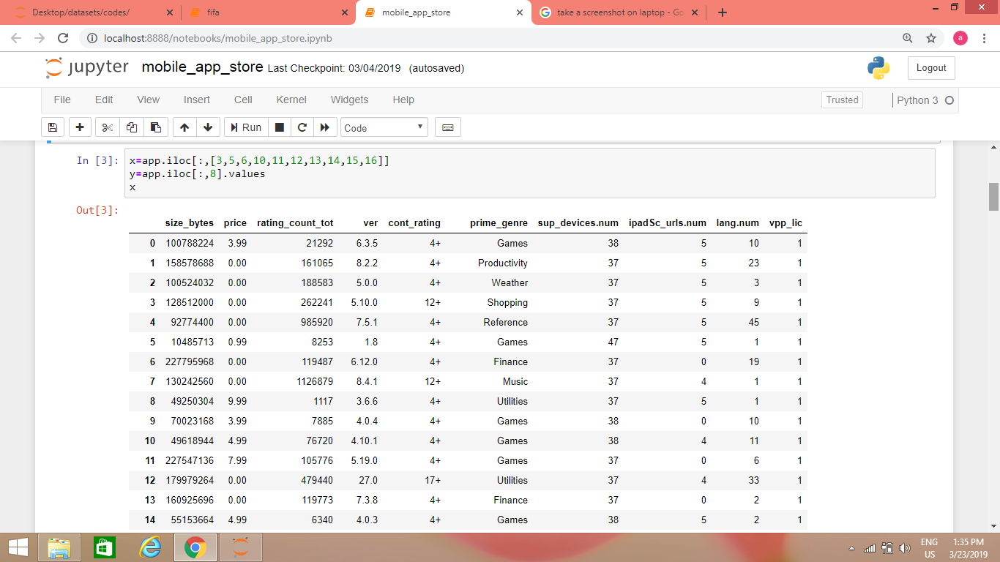 Desktop/datasets/codes/
fifa
mobile_app_store
take a screenshot on laptop - Go
localhost:8888/notebooks/mobile_app_store.ipynb
a
jupyter mobile_app_store Last Checkpoint: 03/04/2019 (autosaved)
Logout
File Edit View Insert Cell Kernel Widgets Help
Trusted
Python 3
Run
Code
In [3]:
x=app.iloc[:,[3,5,6,10,11,12,13,14,15,16]]
y=app.iloc[:,8].values
x
Out[3]:
size_bytes price rating_count_tot ver cont_rating prime_genre sup_devices.num ipadSc_urls.num lang.num vpp_lic
0 100788224 3.99 21292 6.3.5 4+ Games 38 5 10 1
1 158578688 0.00 161065 8.2.2 4+ Productivity 37 5 23 1
2 100524032 0.00 188583 5.0.0 4+ Weather 37 5 3 1
3 128512000 0.00 262241 5.10.0 12+ Shopping 37 5 9 1
4 92774400 0.00 985920 7.5.1 4+ Reference 37 5 45 1
5 10485713 0.99 8253 1.8 4+ Games 47 5 1 1
6 227795968 0.00 119487 6.12.0 4+ Finance 37 0 19 1
7 130242560 0.00 1126879 8.4.1 12+ Music 37 4 1 1
8 49250304 9.99 1117 3.6.6 4+ Utilities 37 5 1 1
9 70023168 3.99 7885 4.0.4 4+ Games 38 0 10 1
10 49618944 4.99 76720 4.10.1 4+ Games 38 4 11 1
11 227547136 7.99 105776 5.19.0 4+ Games 37 0 6 1
12 179979264 0.00 479440 27.0 17+ Utilities 37 4 33 1
13 160925696 0.00 119773 7.3.8 4+ Finance 37 0 2 1
14 55153664 4.99 6340 4.0.3 4+ Games 38 5 2 1
ENG
US
1:35 PM
3/23/2019